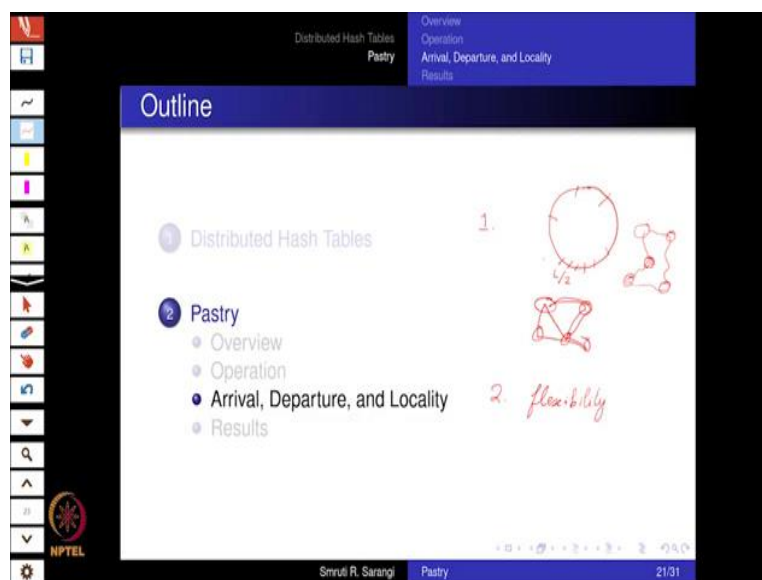 Distributed Hash Tables
Pastry
Overview
Operation
Arrival, Departure, and Locality
Results
Outline
1 Distributed Hash Tables
2 Pastry
Overview
Operation
Arrival, Departure, and Locality
Results
1.
L/2
2. flexibility
NPTEL
Smruti R. Sarangi
Pastry
21/31